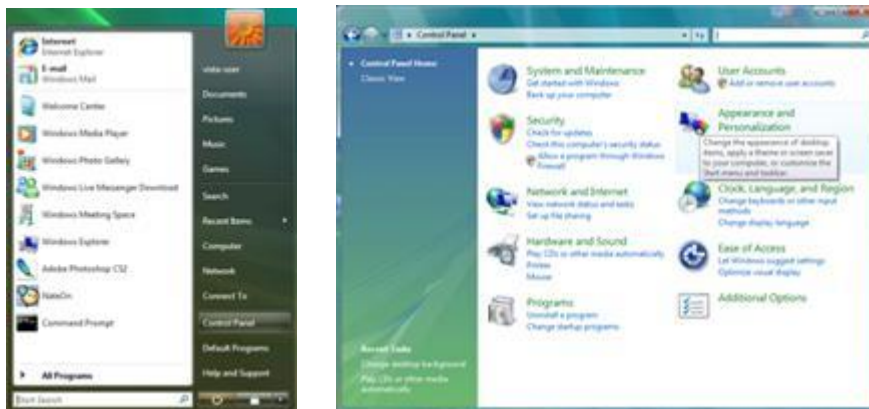 Internet
Internet Explorer
E-mail
Windows Mail
Welcome Center
Windows Media Player
Windows Photo Gallery
Windows Live Messenger Download
Windows Meeting Space
Windows Explorer
Adobe Photoshop CS2
NateOn
Command Prompt
All Programs
Start Search
vista user
Documents
Pictures
Music
Games
Search
Recent Items
Computer
Network
Connect To
Control Panel
Default Programs
Help and Support
Control Panel
Control Panel Home
Classic View
System and Maintenance
Get started with Windows
Back up your computer
Security
Check for updates
Check this computer's security status
Allow a program through Windows
Firewall
Network and Internet
View network status and tasks
Set up file sharing
Hardware and Sound
Play CDs or other media automatically
Printer
Mouse
Programs
Uninstall a program
Change startup programs
User Accounts
Add or remove user accounts
Appearance and
Personalization
Change the appearance of desktop
items, apply a theme or screen saver
to your computer, or customize the
Start menu and taskbar.
Clock, Language, and Region
Change keyboards or other input
methods
Change display language
Ease of Access
Let Windows suggest settings
Optimize visual display
Additional Options
Recent Tasks
Change desktop background
Play CDs or other media
automatically